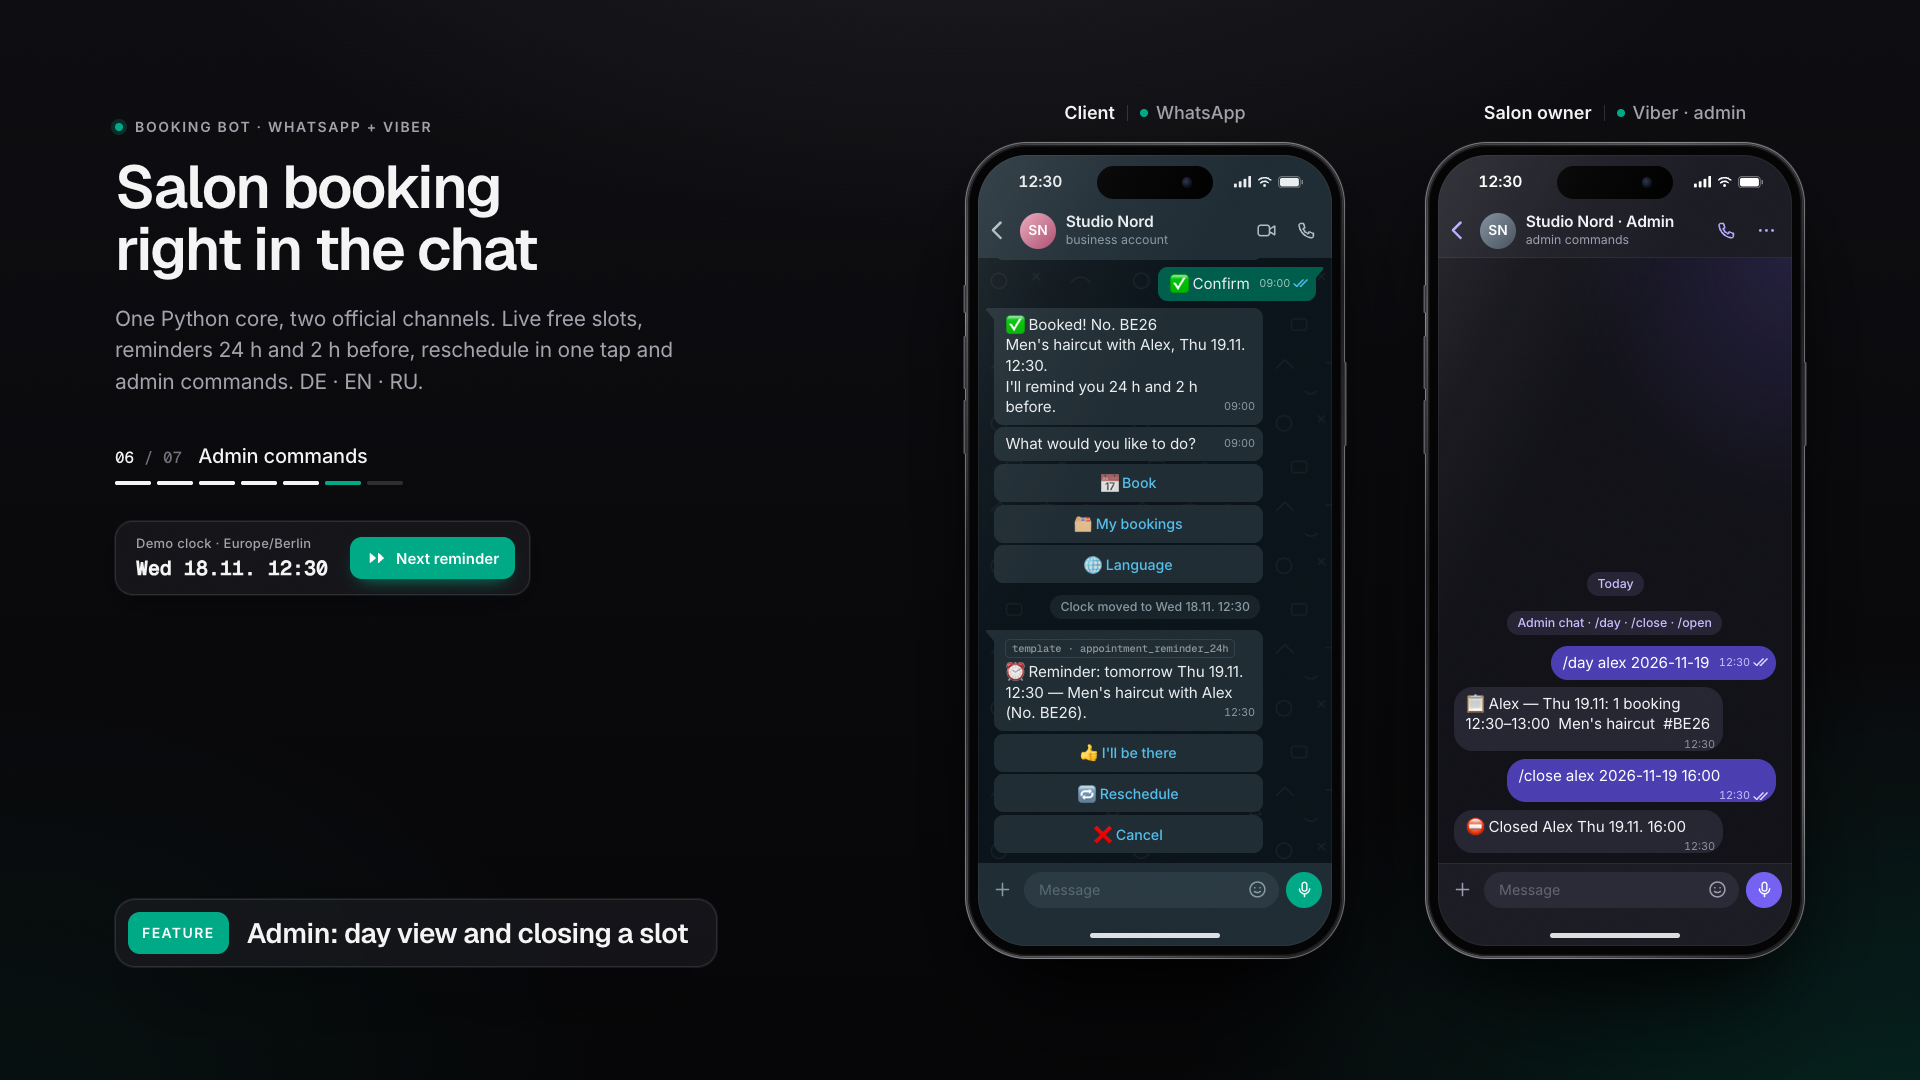 BOOKING BOT · WHATSAPP + VIBER
Salon booking
right in the chat
One Python core, two official channels. Live free slots,
reminders 24 h and 2 h before, reschedule in one tap and
admin commands. DE · EN · RU.
06 / 07 Admin commands
Demo clock · Europe/Berlin
Wed 18.11. 12:30
Next reminder
FEATURE
Admin: day view and closing a slot
Client
WhatsApp
12:30
SN
Studio Nord
business account
✅ Confirm 09:00
✅ Booked! No. BE26
Men's haircut with Alex, Thu 19.11.
12:30.
I'll remind you 24 h and 2 h
before. 09:00
What would you like to do? 09:00
📅 Book
🗂️ My bookings
🌐 Language
Clock moved to Wed 18.11. 12:30
template · appointment_reminder_24h
⏰ Reminder: tomorrow Thu 19.11.
12:30 — Men's haircut with Alex
(No. BE26). 12:30
👍 I'll be there
🔁 Reschedule
❌ Cancel
Message
Salon owner
Viber · admin
12:30
SN
Studio Nord · Admin
admin commands
Today
Admin chat · /day · /close · /open
/day alex 2026-11-19 12:30
📋 Alex — Thu 19.11: 1 booking
12:30–13:00 Men's haircut #BE26
12:30
/close alex 2026-11-19 16:00
12:30
⛔ Closed Alex Thu 19.11. 16:00
12:30
Message